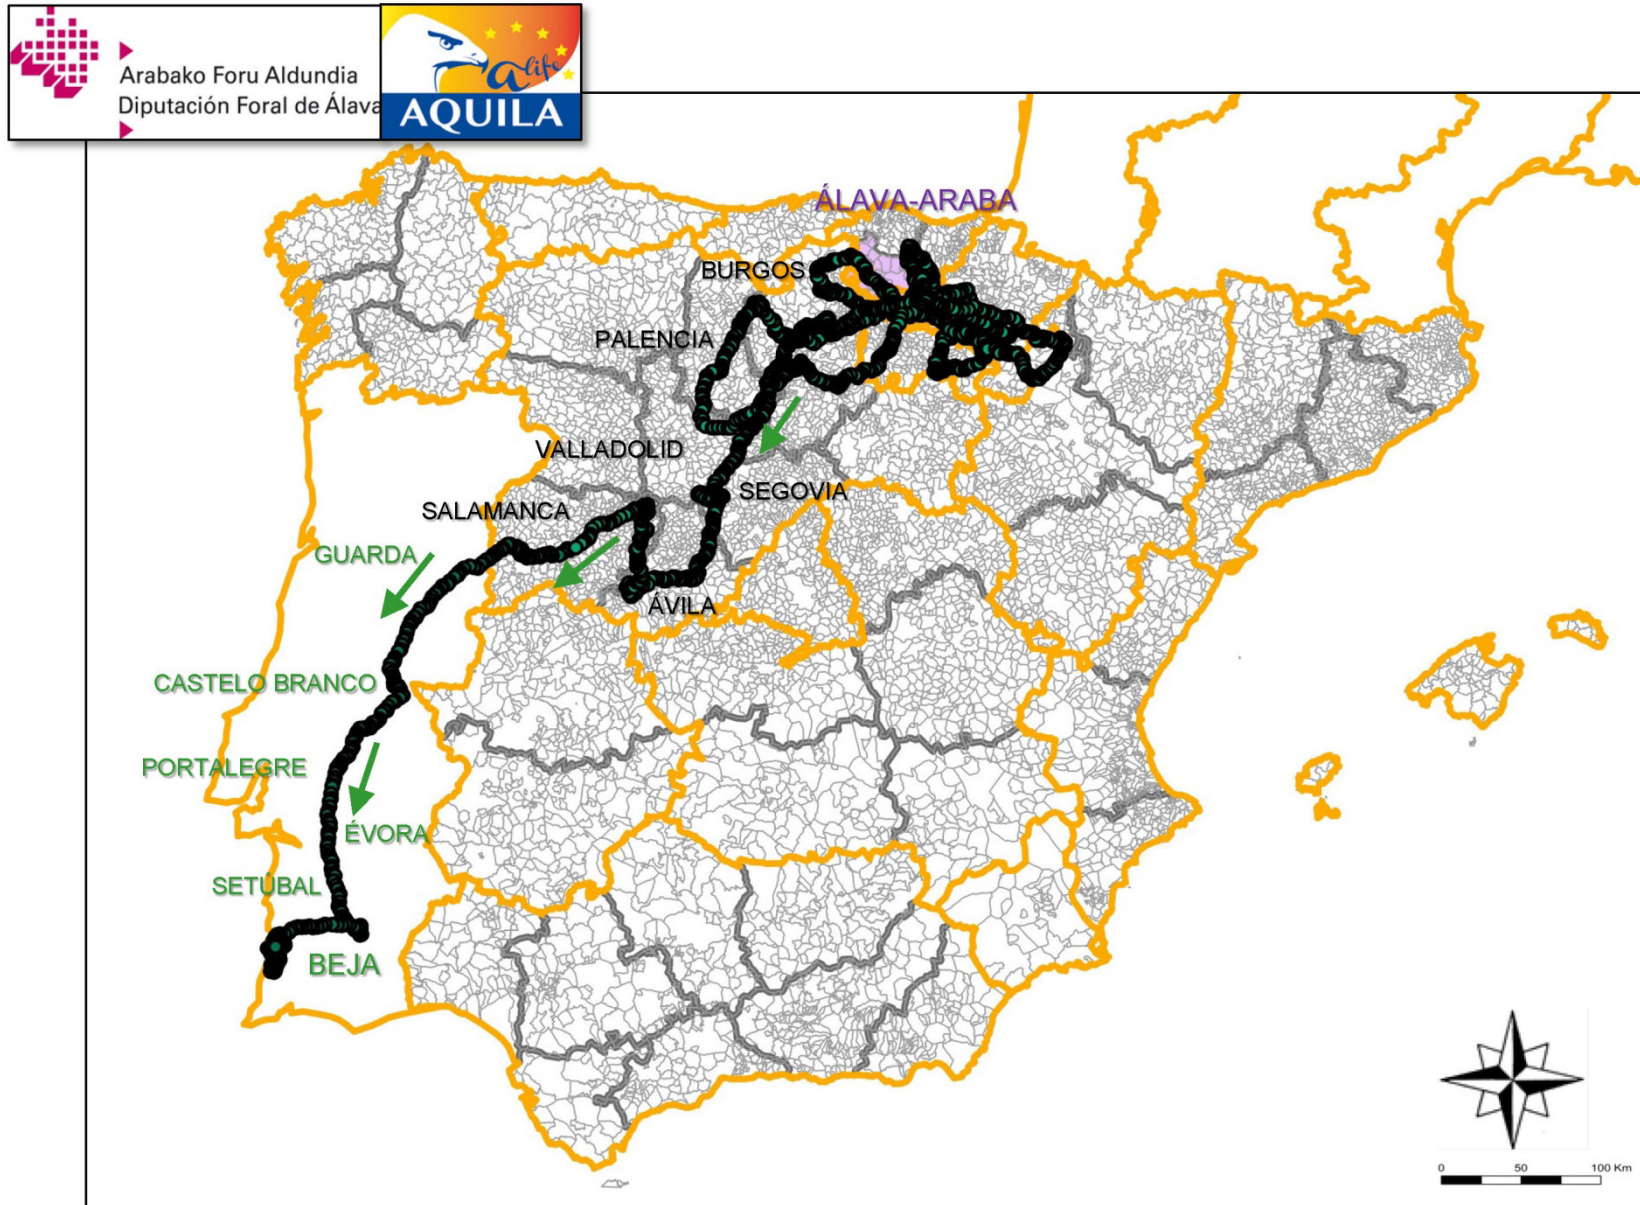 Arabako Foru Aldundia
Diputación Foral de Álava
a life
AQUILA
ÁLAVA-ARABA
BURGOS
PALENCIA
VALLADOLID
SEGOVIA
SALAMANCA
GUARDA
ÁVILA
CASTELO BRANCO
PORTALEGRE
ÉVORA
SETÚBAL
BEJA
0 50 100 Km